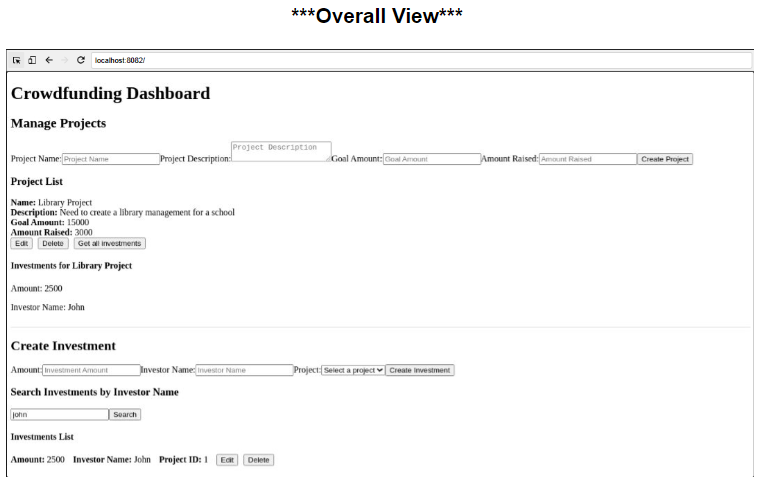 ***Overall View***
localhost:8082/
Crowdfunding Dashboard
Manage Projects
Project Name: Project Name Project Description: Project Description Goal Amount: Goal Amount Amount Raised: Amount Raised Create Project
Project List
Name: Library Project
Description: Need to create a library management for a school
Goal Amount: 15000
Amount Raised: 3000
Edit Delete Get all investments
Investments for Library Project
Amount: 2500
Investor Name: John
Create Investment
Amount: Investment Amount Investor Name: Investor Name Project: Select a project Create Investment
Search Investments by Investor Name
john Search
Investments List
Amount: 2500 Investor Name: John Project ID: 1 Edit Delete